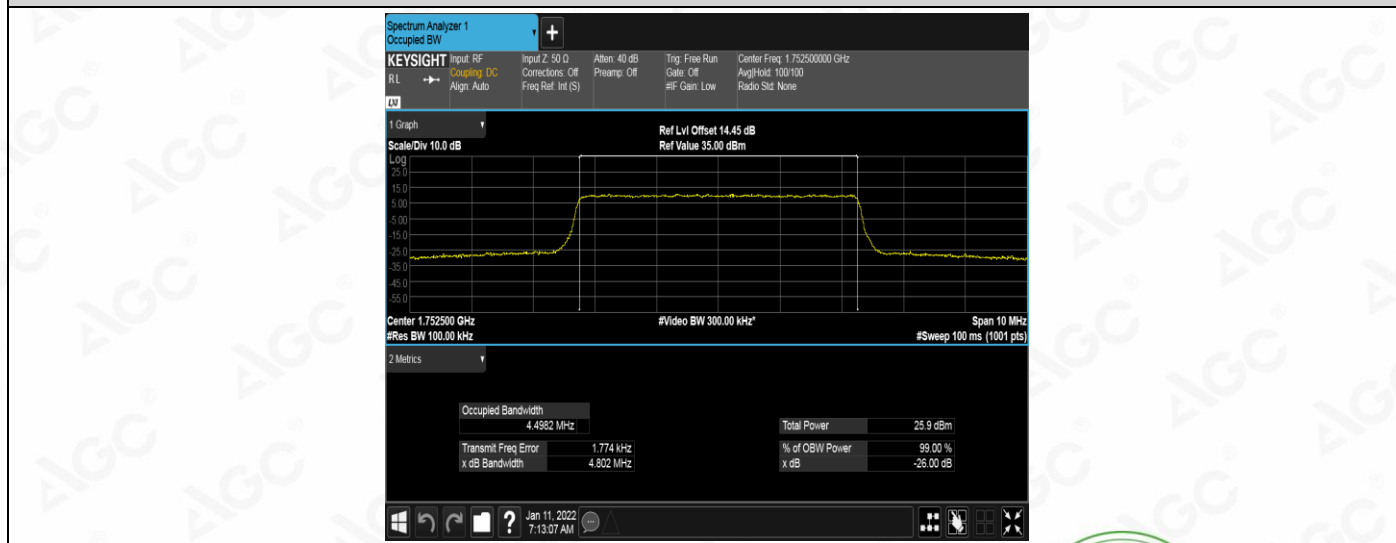 Spectrum Analyzer 1
Occupied BW
+
KEYSIGHT Input: RF Input Z: 50 Ω Atten: 40 dB Trig: Free Run Center Freq: 1.752500000 GHz
RL Coupling: DC Corrections: Off Preamp: Off Gate: Off Avg|Hold: 100/100
Align: Auto Freq Ref: Int (S) #IF Gain: Low Radio Std: None
LXI
1 Graph
Ref Lvl Offset 14.45 dB
Scale/Div 10.0 dB Ref Value 35.00 dBm
Log
25.0
15.0
5.00
-5.00
-15.0
-25.0
-35.0
-45.0
-55.0
Center 1.752500 GHz #Video BW 300.00 kHz* Span 10 MHz
#Res BW 100.00 kHz #Sweep 100 ms (1001 pts)
2 Metrics
Occupied Bandwidth
4.4982 MHz Total Power 25.9 dBm
Transmit Freq Error 1.774 kHz % of OBW Power 99.00 %
x dB Bandwidth 4.802 MHz x dB -26.00 dB
? Jan 11, 2022
7:13:07 AM
AGC